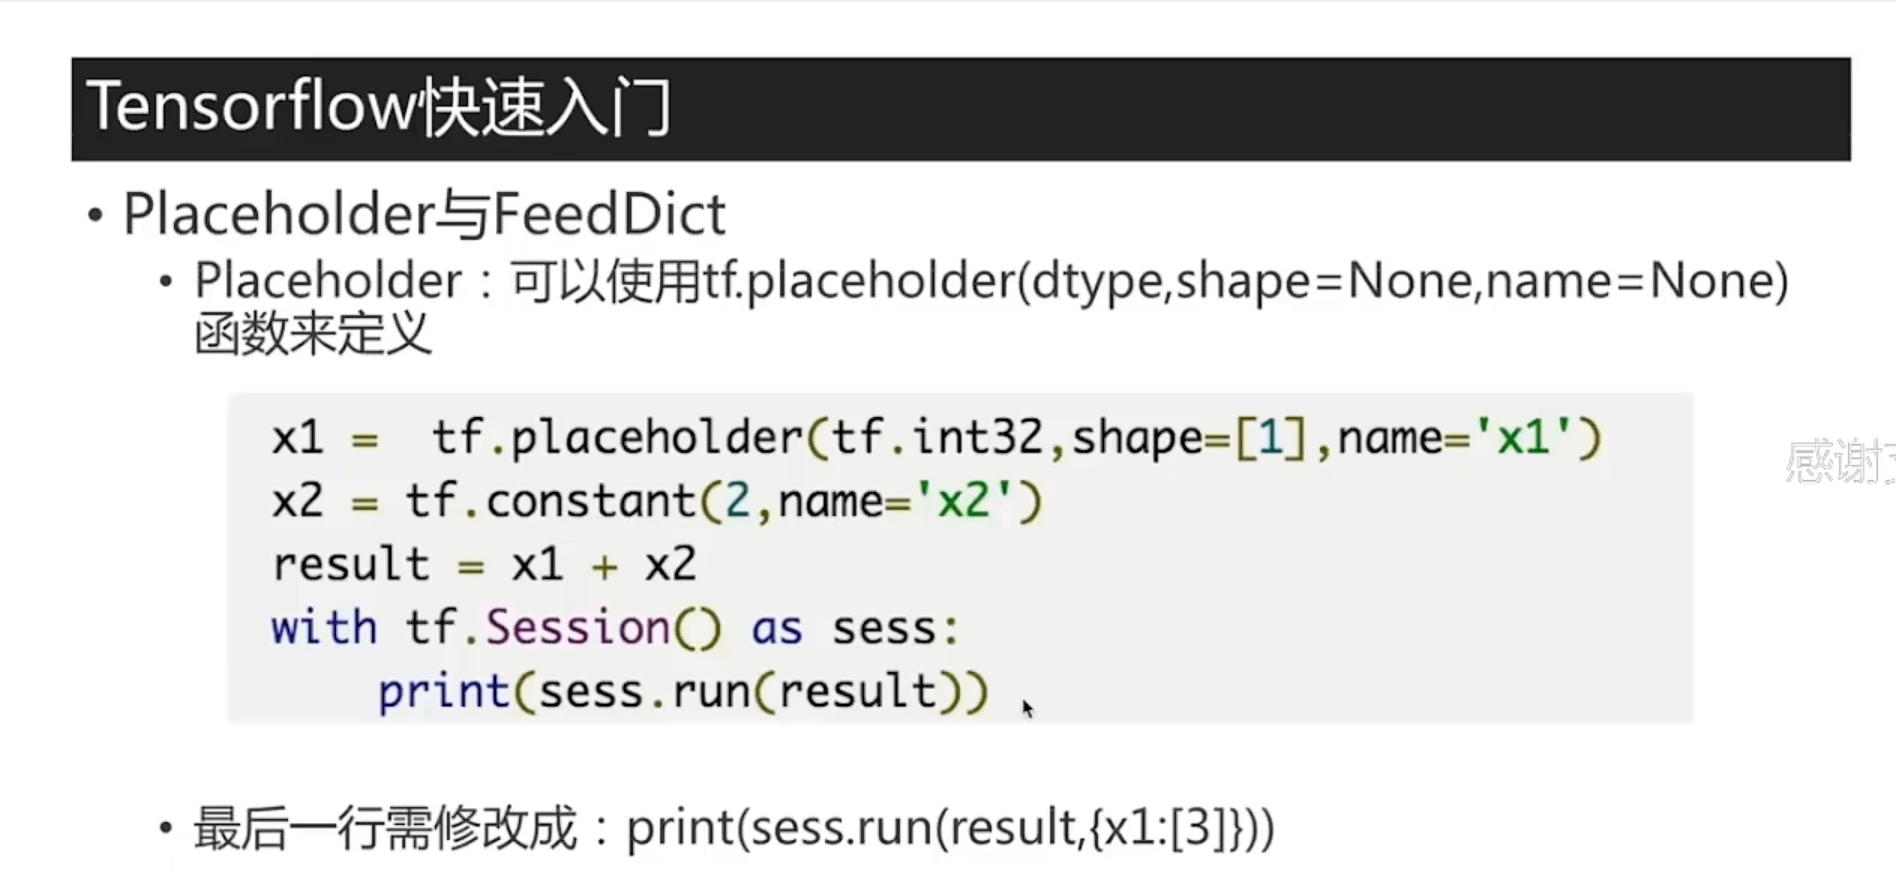 Tensorflow快速入门
• Placeholder与FeedDict
• Placeholder：可以使用tf.placeholder(dtype,shape=None,name=None)
函数来定义
x1 =  tf.placeholder(tf.int32,shape=[1],name='x1')
感谢
x2 = tf.constant(2,name='x2')
result = x1 + x2
with tf.Session() as sess:
    print(sess.run(result))
• 最后一行需修改成：print(sess.run(result,{x1:[3]}))